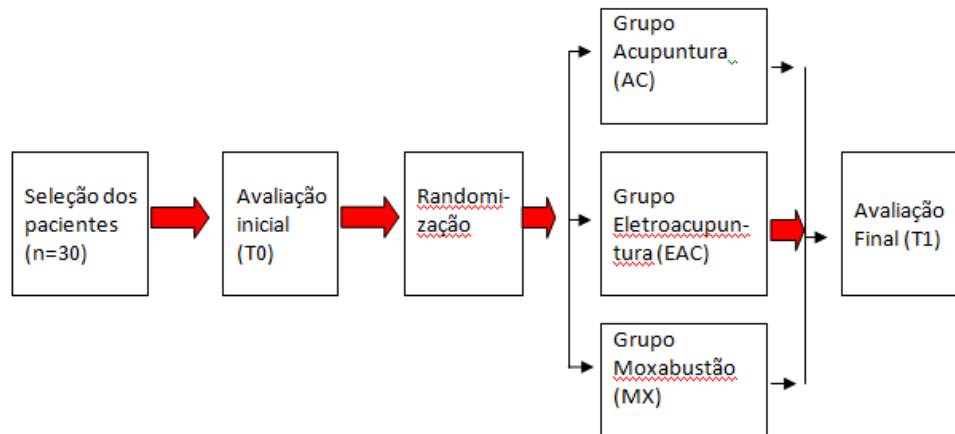 Seleção dos
pacientes
(n=30)
Avaliação
inicial
(T0)
Randomi-
zação
Grupo
Acupuntura
(AC)
Grupo
Eletroacupun-
tura (EAC)
Grupo
Moxabustão
(MX)
Avaliação
Final (T1)